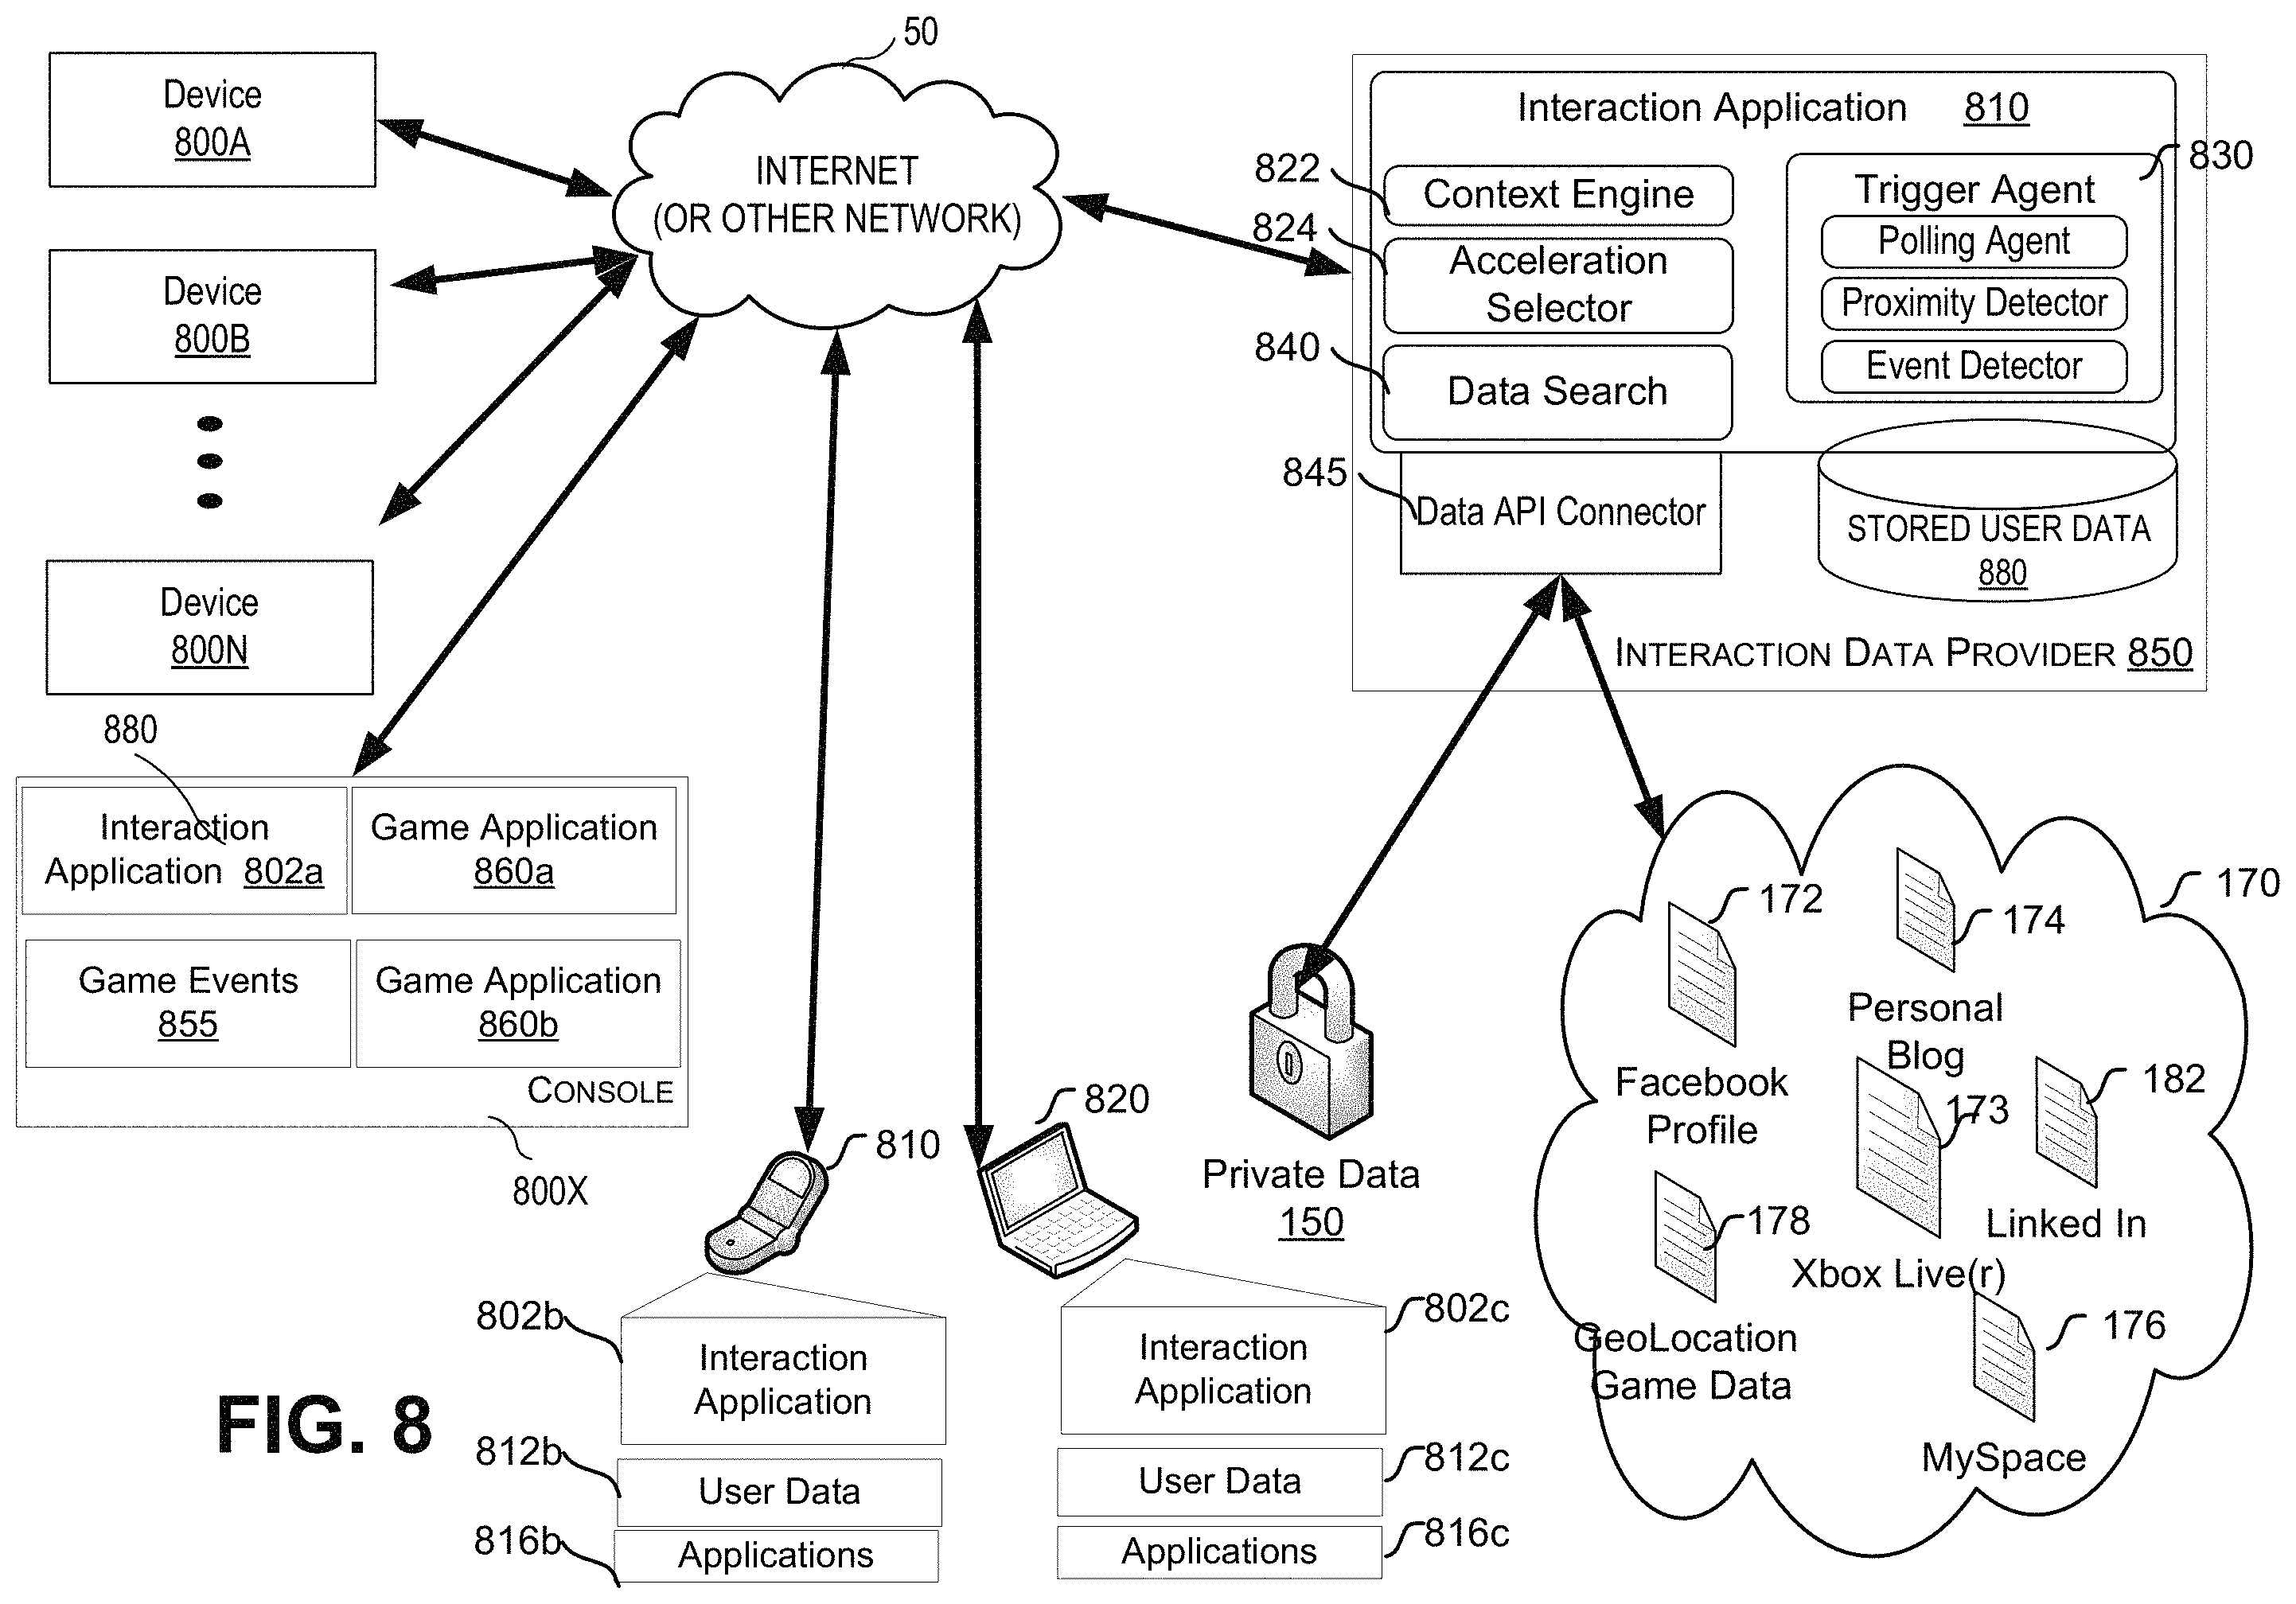 50
Device
800A
INTERNET
(OR OTHER NETWORK)
Device
800B
Device
800N
Interaction Application 810
822
Context Engine
824
Acceleration
Selector
840
Data Search
830
Trigger Agent
Polling Agent
Proximity Detector
Event Detector
845
Data API Connector
STORED USER DATA
880
INTERACTION DATA PROVIDER 850
880
Interaction
Application 802a
Game Application
860a
Game Events
855
Game Application
860b
CONSOLE
800X
810
820
Private Data
150
170
172
Facebook
Profile
174
Personal
Blog
173
Xbox Live(r)
182
Linked In
178
GeoLocation
Game Data
176
MySpace
802b
Interaction
Application
812b
User Data
816b
Applications
802c
Interaction
Application
812c
User Data
816c
Applications
FIG. 8